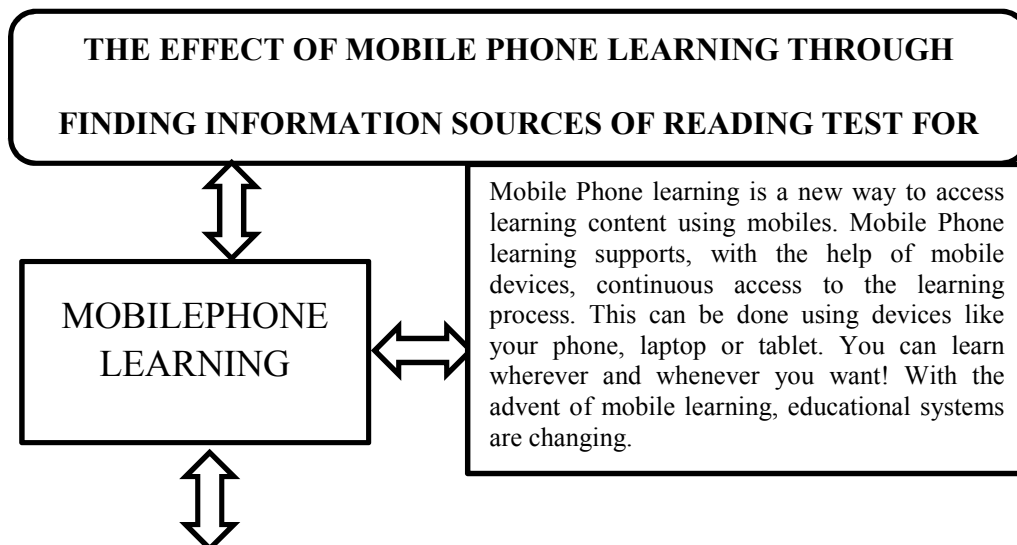 THE EFFECT OF MOBILE PHONE LEARNING THROUGH
FINDING INFORMATION SOURCES OF READING TEST FOR
MOBILEPHONE
LEARNING
Mobile Phone learning is a new way to access
learning content using mobiles. Mobile Phone
learning supports, with the help of mobile
devices, continuous access to the learning
process. This can be done using devices like
your phone, laptop or tablet. You can learn
wherever and whenever you want! With the
advent of mobile learning, educational systems
are changing.